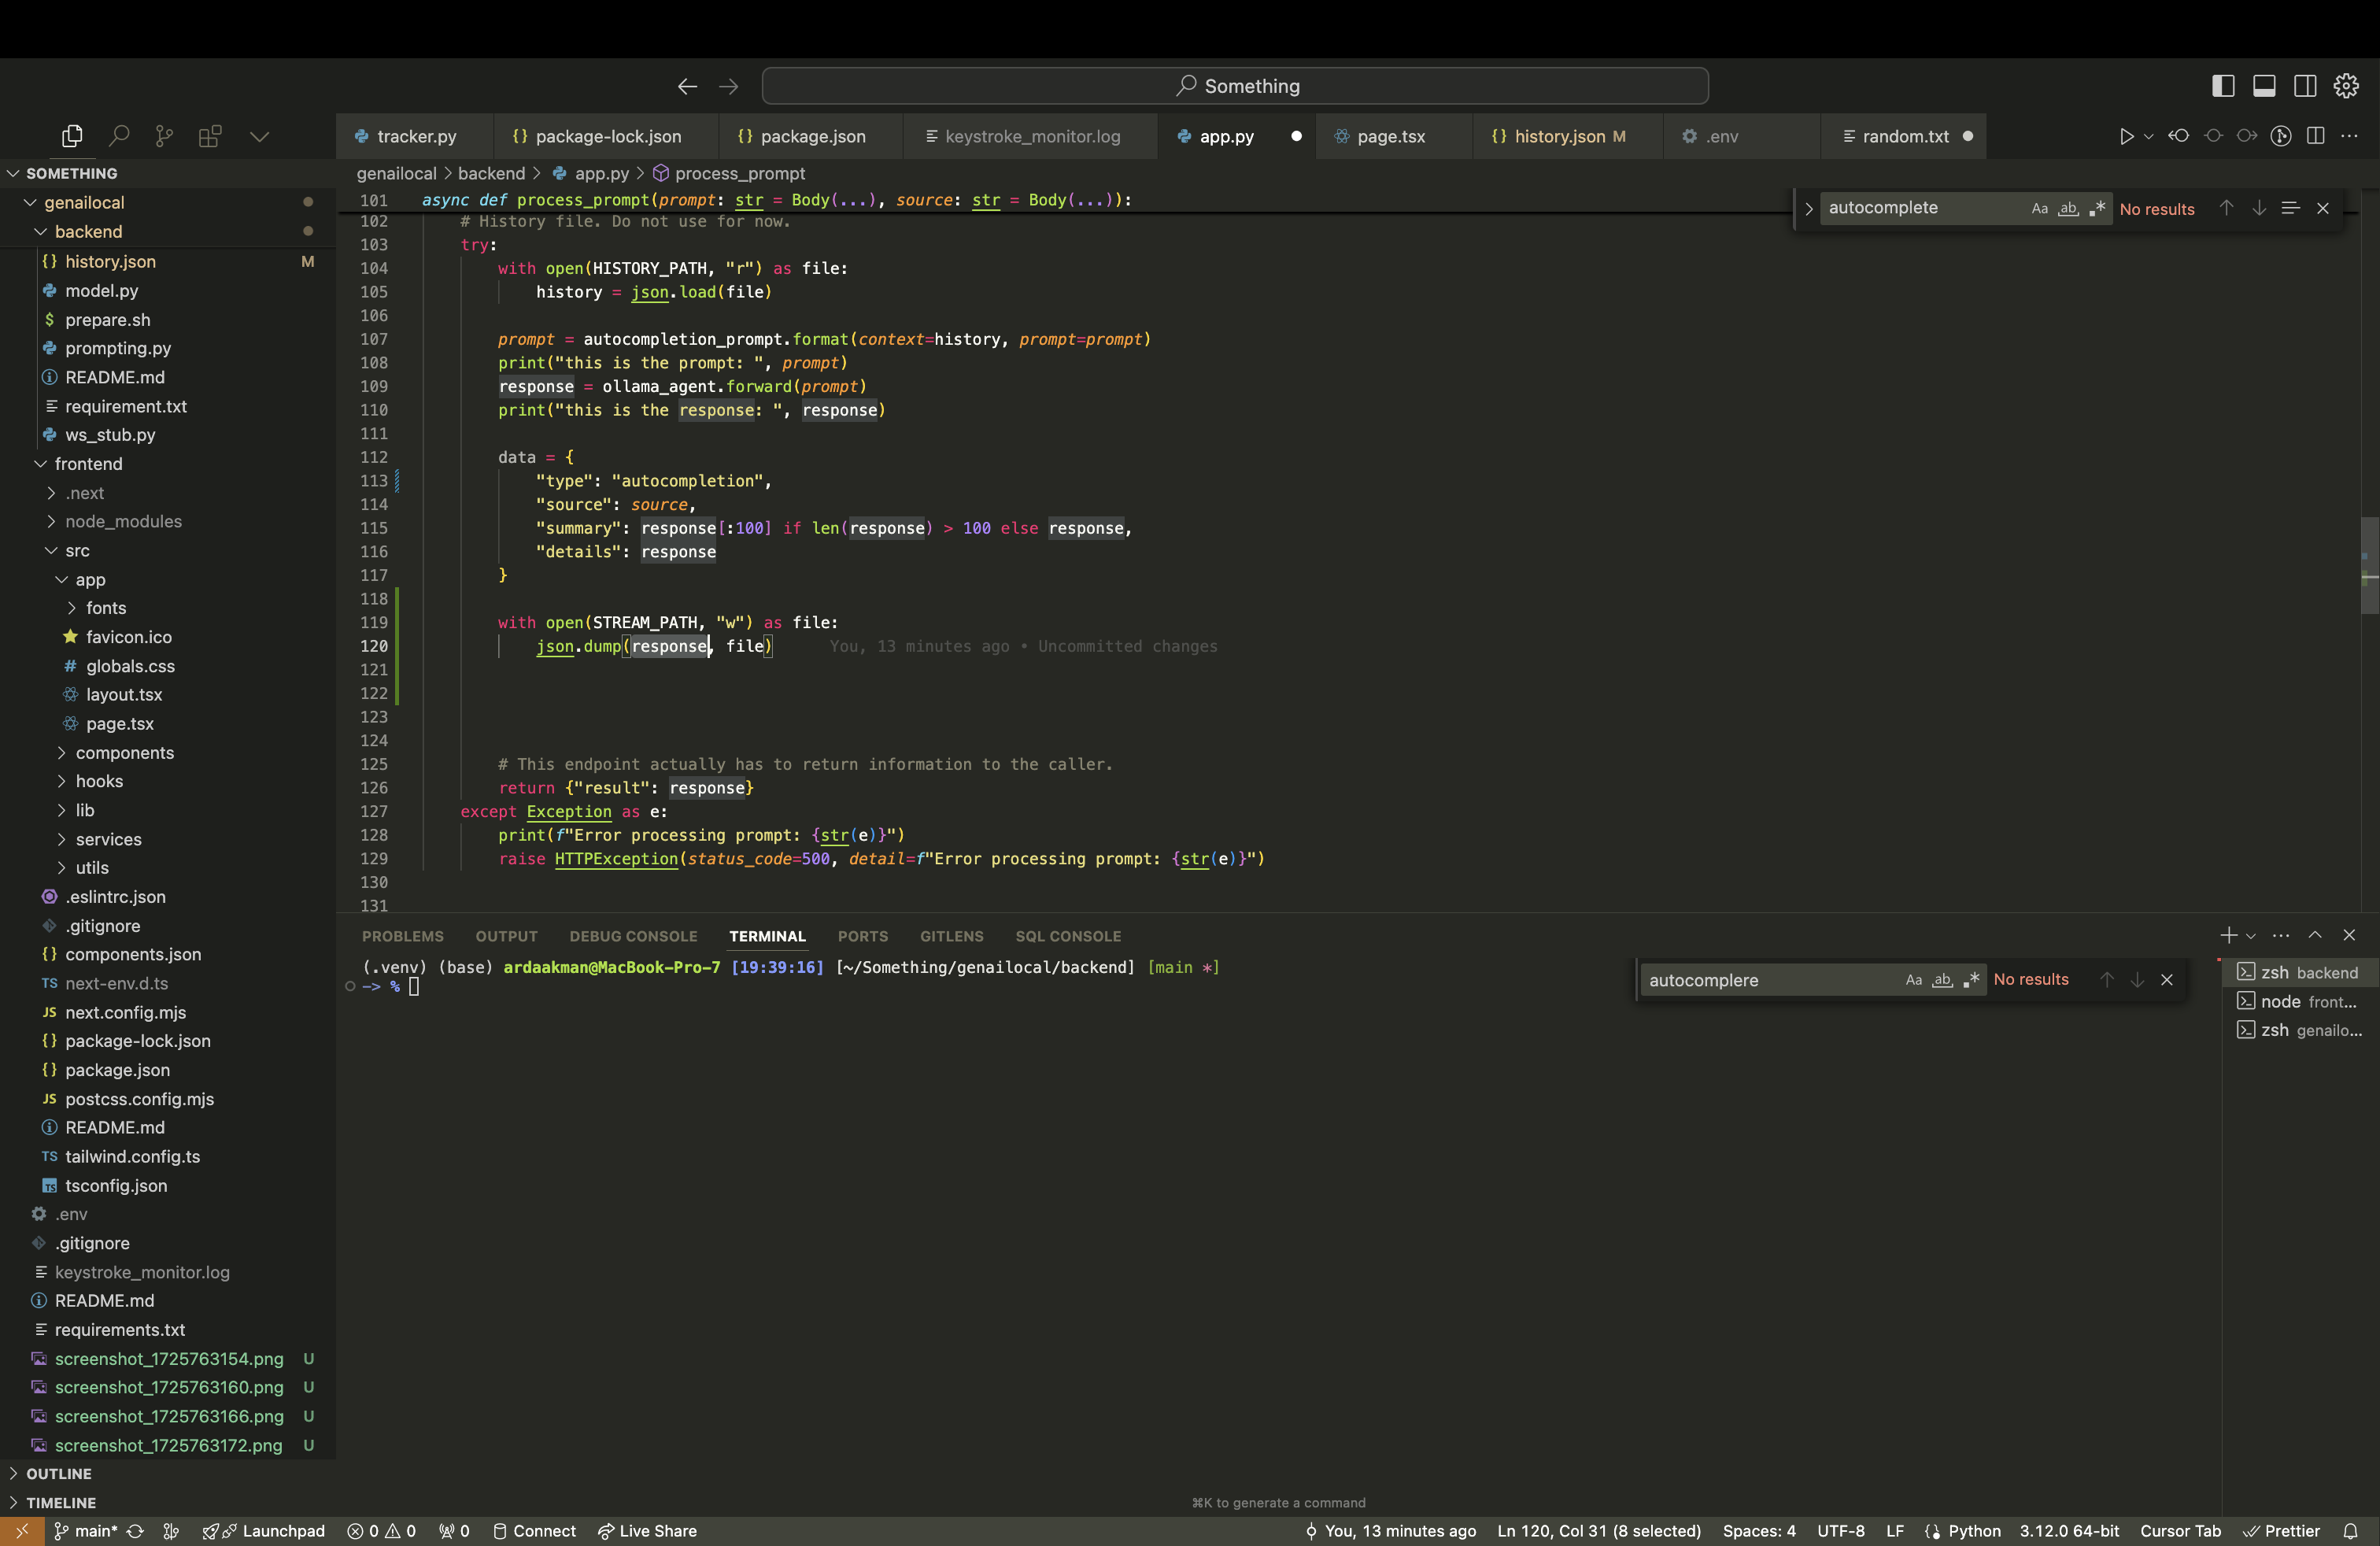 Something
tracker.py
package-lock.json
package.json
keystroke_monitor.log
app.py
page.tsx
history.json M
.env
random.txt
SOMETHING
genailocal
backend
history.json M
model.py
prepare.sh
prompting.py
README.md
requirement.txt
ws_stub.py
frontend
.next
node_modules
src
app
fonts
favicon.ico
globals.css
layout.tsx
page.tsx
components
hooks
lib
services
utils
.eslintrc.json
.gitignore
components.json
TS next-env.d.ts
JS next.config.mjs
package-lock.json
package.json
JS postcss.config.mjs
README.md
TS tailwind.config.ts
tsconfig.json
.env
.gitignore
keystroke_monitor.log
README.md
requirements.txt
screenshot_1725763154.png U
screenshot_1725763160.png U
screenshot_1725763166.png U
screenshot_1725763172.png U
OUTLINE
TIMELINE
genailocal > backend > app.py > process_prompt
autocomplete Aa ab .* No results
101 async def process_prompt(prompt: str = Body(...), source: str = Body(...)):
102 # History file. Do not use for now.
103 try:
104 with open(HISTORY_PATH, "r") as file:
105 history = json.load(file)
106
107 prompt = autocompletion_prompt.format(context=history, prompt=prompt)
108 print("this is the prompt: ", prompt)
109 response = ollama_agent.forward(prompt)
110 print("this is the response: ", response)
111
112 data = {
113 "type": "autocompletion",
114 "source": source,
115 "summary": response[:100] if len(response) > 100 else response,
116 "details": response
117 }
118
119 with open(STREAM_PATH, "w") as file:
120 json.dump(response, file) You, 13 minutes ago • Uncommitted changes
121
122
123
124
125 # This endpoint actually has to return information to the caller.
126 return {"result": response}
127 except Exception as e:
128 print(f"Error processing prompt: {str(e)}")
129 raise HTTPException(status_code=500, detail=f"Error processing prompt: {str(e)}")
130
131
PROBLEMS OUTPUT DEBUG CONSOLE TERMINAL PORTS GITLENS SQL CONSOLE
(.venv) (base) ardaakman@MacBook-Pro-7 [19:39:16] [~/Something/genailocal/backend] [main *]
-> %
autocomplere Aa ab .* No results
zsh backend
node front...
zsh genailo...
⌘K to generate a command
main* Launchpad 0 0 0 Connect Live Share You, 13 minutes ago Ln 120, Col 31 (8 selected) Spaces: 4 UTF-8 LF Python 3.12.0 64-bit Cursor Tab Prettier